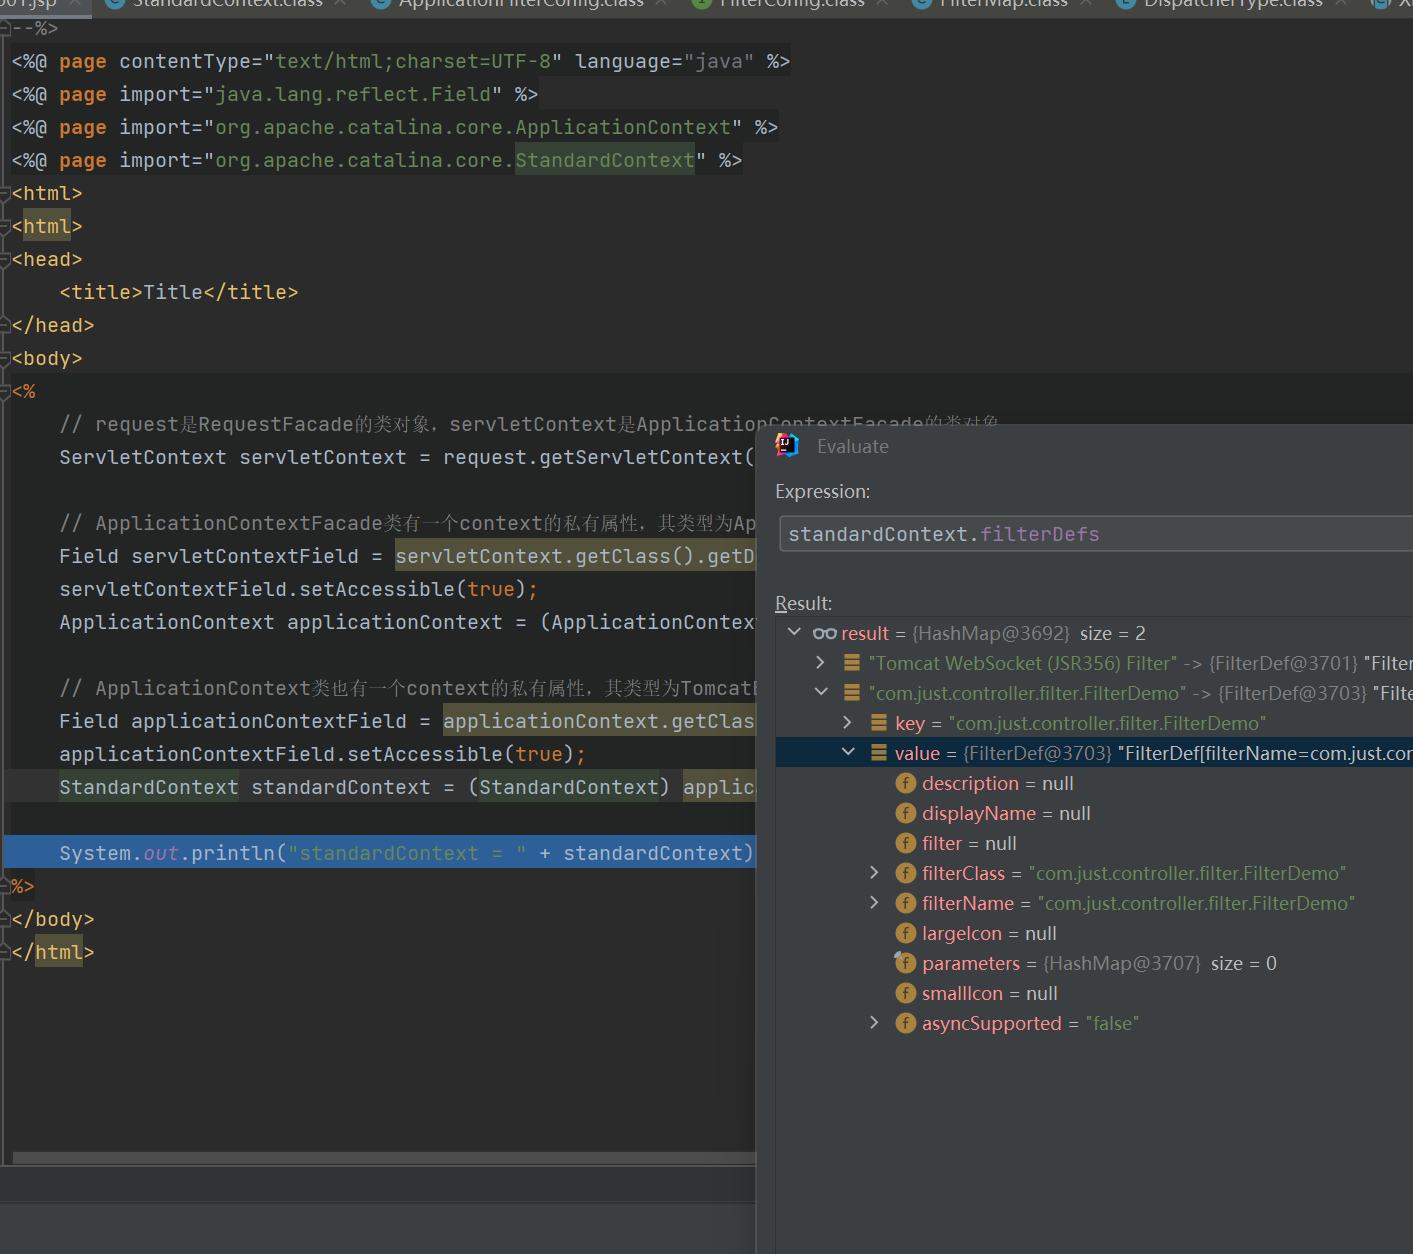 001.jsp StandardContext.class ApplicationFilterConfig.class FilterConfig.class FilterMap.class DispatcherType.class
--%>
<%@ page contentType="text/html;charset=UTF-8" language="java" %>
<%@ page import="java.lang.reflect.Field" %>
<%@ page import="org.apache.catalina.core.ApplicationContext" %>
<%@ page import="org.apache.catalina.core.StandardContext" %>
<html>
<html>
<head>
<title>Title</title>
</head>
<body>
<%
// request是RequestFacade的类对象，servletContext是ApplicationContextFacade的类对象
ServletContext servletContext = request.getServletContext(
// ApplicationContextFacade类有一个context的私有属性，其类型为Ap
Field servletContextField = servletContext.getClass().getD
servletContextField.setAccessible(true);
ApplicationContext applicationContext = (ApplicationContex
// ApplicationContext类也有一个context的私有属性，其类型为Tomcat
Field applicationContextField = applicationContext.getClas
applicationContextField.setAccessible(true);
StandardContext standardContext = (StandardContext) applic
System.out.println("standardContext = " + standardContext)
%>
</body>
</html>
Evaluate
Expression:
standardContext.filterDefs
Result:
result = {HashMap@3692} size = 2
"Tomcat WebSocket (JSR356) Filter" -> {FilterDef@3701} "Filter
"com.just.controller.filter.FilterDemo" -> {FilterDef@3703} "Filte
key = "com.just.controller.filter.FilterDemo"
value = {FilterDef@3703} "FilterDef[filterName=com.just.cor
description = null
displayName = null
filter = null
filterClass = "com.just.controller.filter.FilterDemo"
filterName = "com.just.controller.filter.FilterDemo"
largeIcon = null
parameters = {HashMap@3707} size = 0
smallIcon = null
asyncSupported = "false"